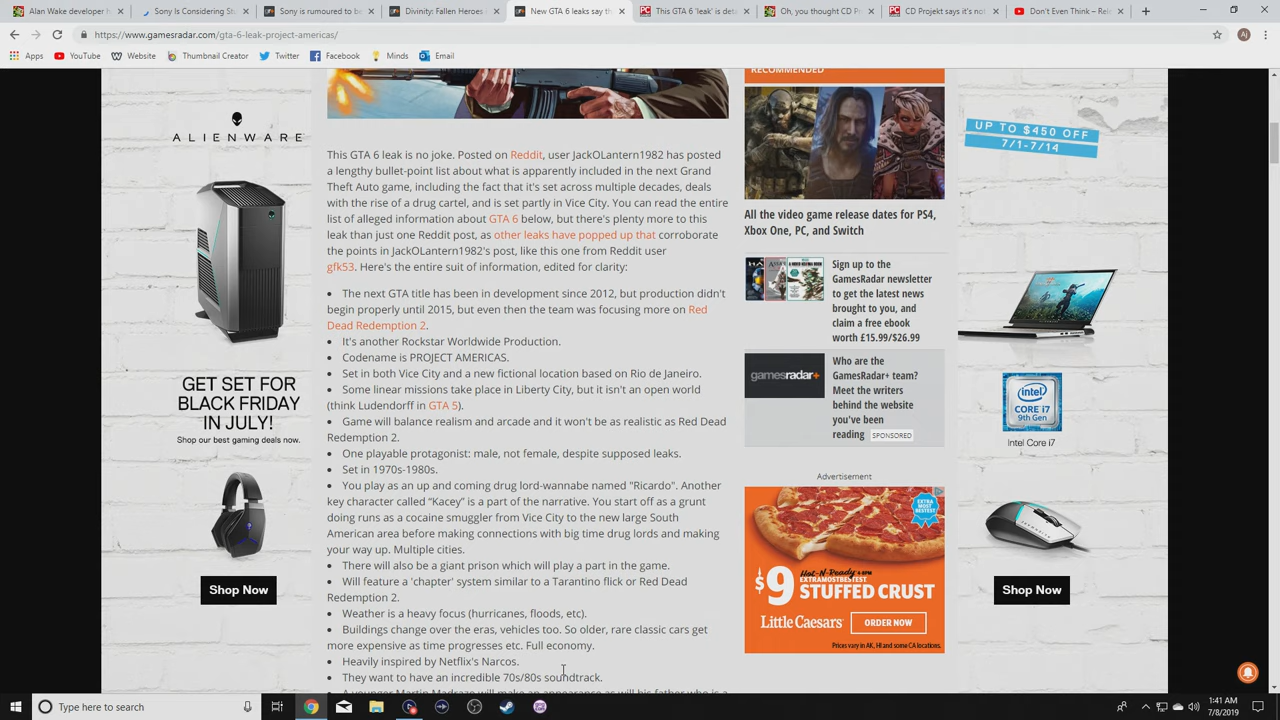 Alan Wake developer h
Sony Is Considering Sh
Sony is rumoured to be
Divinity: Fallen Heroes
New GTA 6 leaks say th
This GTA 6 'leak' is det
Oh, you thought CD Pr
CD Projekt says it's not
Don't Even Think – Rel
https://www.gamesradar.com/gta-6-leak-project-americas/
Apps YouTube Website Thumbnail Creator Twitter Facebook Minds Email
ALIENWARE
GET SET FOR
BLACK FRIDAY
IN JULY!
Shop our best gaming deals now.
Shop Now
This GTA 6 leak is no joke. Posted on Reddit, user JackOLantern1982 has posted
a lengthy bullet-point list about what is apparently included in the next Grand
Theft Auto game, including the fact that it's set across multiple decades, deals
with the rise of a drug cartel, and is set partly in Vice City. You can read the entire
list of alleged information about GTA 6 below, but there's plenty more to this
leak than just one Reddit post, as other leaks have popped up that corroborate
the points in JackOLantern1982's post, like this one from Reddit user
gfk53. Here's the entire suit of information, edited for clarity:
• The next GTA title has been in development since 2012, but production didn't
begin properly until 2015, but even then the team was focusing more on Red
Dead Redemption 2.
• It's another Rockstar Worldwide Production.
• Codename is PROJECT AMERICAS.
• Set in both Vice City and a new fictional location based on Rio de Janeiro.
Some linear missions take place in Liberty City, but it isn't an open world
(think Ludendorff in GTA 5).
Game will balance realism and arcade and it won't be as realistic as Red Dead
Redemption 2.
One playable protagonist: male, not female, despite supposed leaks.
• Set in 1970s-1980s.
• You play as an up and coming drug lord-wannabe named "Ricardo". Another
key character called “Kacey” is a part of the narrative. You start off as a grunt
doing runs as a cocaine smuggler from Vice City to the new large South
American area before making connections with big time drug lords and making
your way up. Multiple cities.
• There will also be a giant prison which will play a part in the game.
• Will feature a 'chapter' system similar to a Tarantino flick or Red Dead
Redemption 2.
• Weather is a heavy focus (hurricanes, floods, etc).
• Buildings change over the eras, vehicles too. So older, rare classic cars get
more expensive as time progresses etc. Full economy.
• Heavily inspired by Netflix's Narcos.
They want to have an incredible 70s/80s soundtrack.
A younger Martin Madrazo will make an appearance as will his father who is a
RECOMMENDED
All the video game release dates for PS4,
Xbox One, PC, and Switch
Sign up to the
GamesRadar newsletter
to get the latest news
brought to you, and
claim a free ebook
worth £15.99/$26.99
gamesradar+
Who are the
GamesRadar+ team?
Meet the writers
behind the website
you've been
reading SPONSORED
Advertisement
EXTRA
MOST
BESTEST
$9
EXTRAMOSTBESTEST
STUFFED CRUST
Little Caesars
ORDER NOW
Prices vary in AK, HI and some CA locations.
UP TO $450 OFF
7/1-7/14
intel
CORE i7
9th Gen
Intel Core i7
Shop Now
Type here to search
1:41 AM
7/8/2019